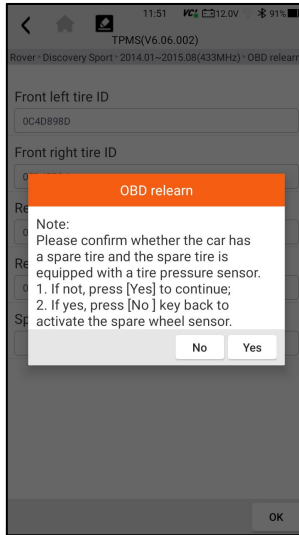 11:51 VCI 12.0V 91%
TPMS(V6.06.
002)
Rover > Discovery Sport > 2014.01~2015.08(433MHz) > OBD relearn
Front left tire ID
0C4D898D
Front right tire ID
OBD relearn
Note:
Please confirm whether the car has
a spare tire and the spare tire is
equipped with a tire pressure sensor.
1. If not, press [Yes] to continue;
2. If yes, press [No ] key back to
activate the spare wheel sensor.
No Yes
OK